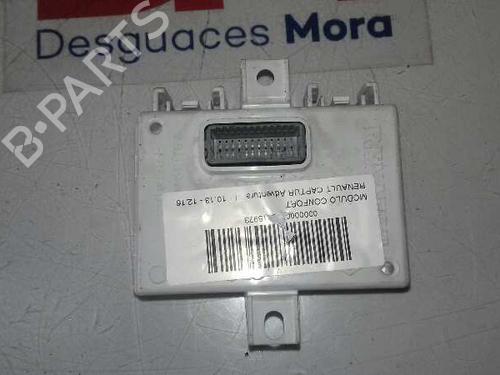 Desguaces Mora
B-PARTS
MODULO CONFORT
RENAULT CAPTUR Adventure | 10.13 - 12.16